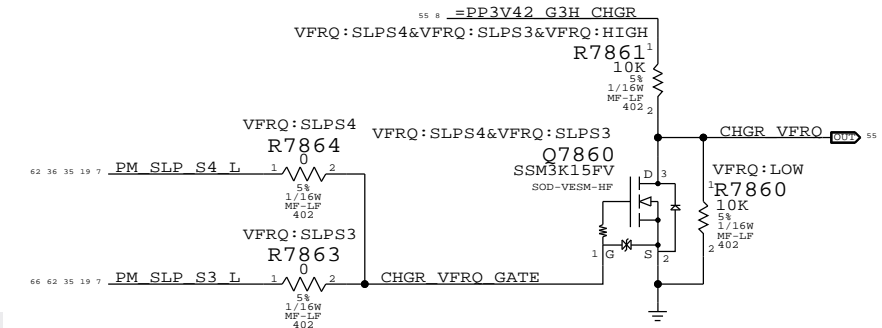 55 8 =PP3V42_G3H_CHGR
VFRQ:SLPS4&VFRQ:SLPS3&VFRQ:HIGH
R7861 1
10K
5%
1/16W
MF-LF
402 2
VFRQ:SLPS4
R7864
0
62 36 35 19 7 PM_SLP_S4_L 1 2
5%
1/16W
MF-LF
402
VFRQ:SLPS4&VFRQ:SLPS3
Q7860
SSM3K15FV
SOD-VESM-HF
D 3
1 G S 2
CHGR_VFRQ OUT 55
VFRQ:LOW
1 R7860
10K
5%
1/16W
MF-LF
2 402
VFRQ:SLPS3
R7863
0
66 62 35 19 7 PM_SLP_S3_L 1 2 CHGR_VFRQ_GATE
5%
1/16W
MF-LF
402